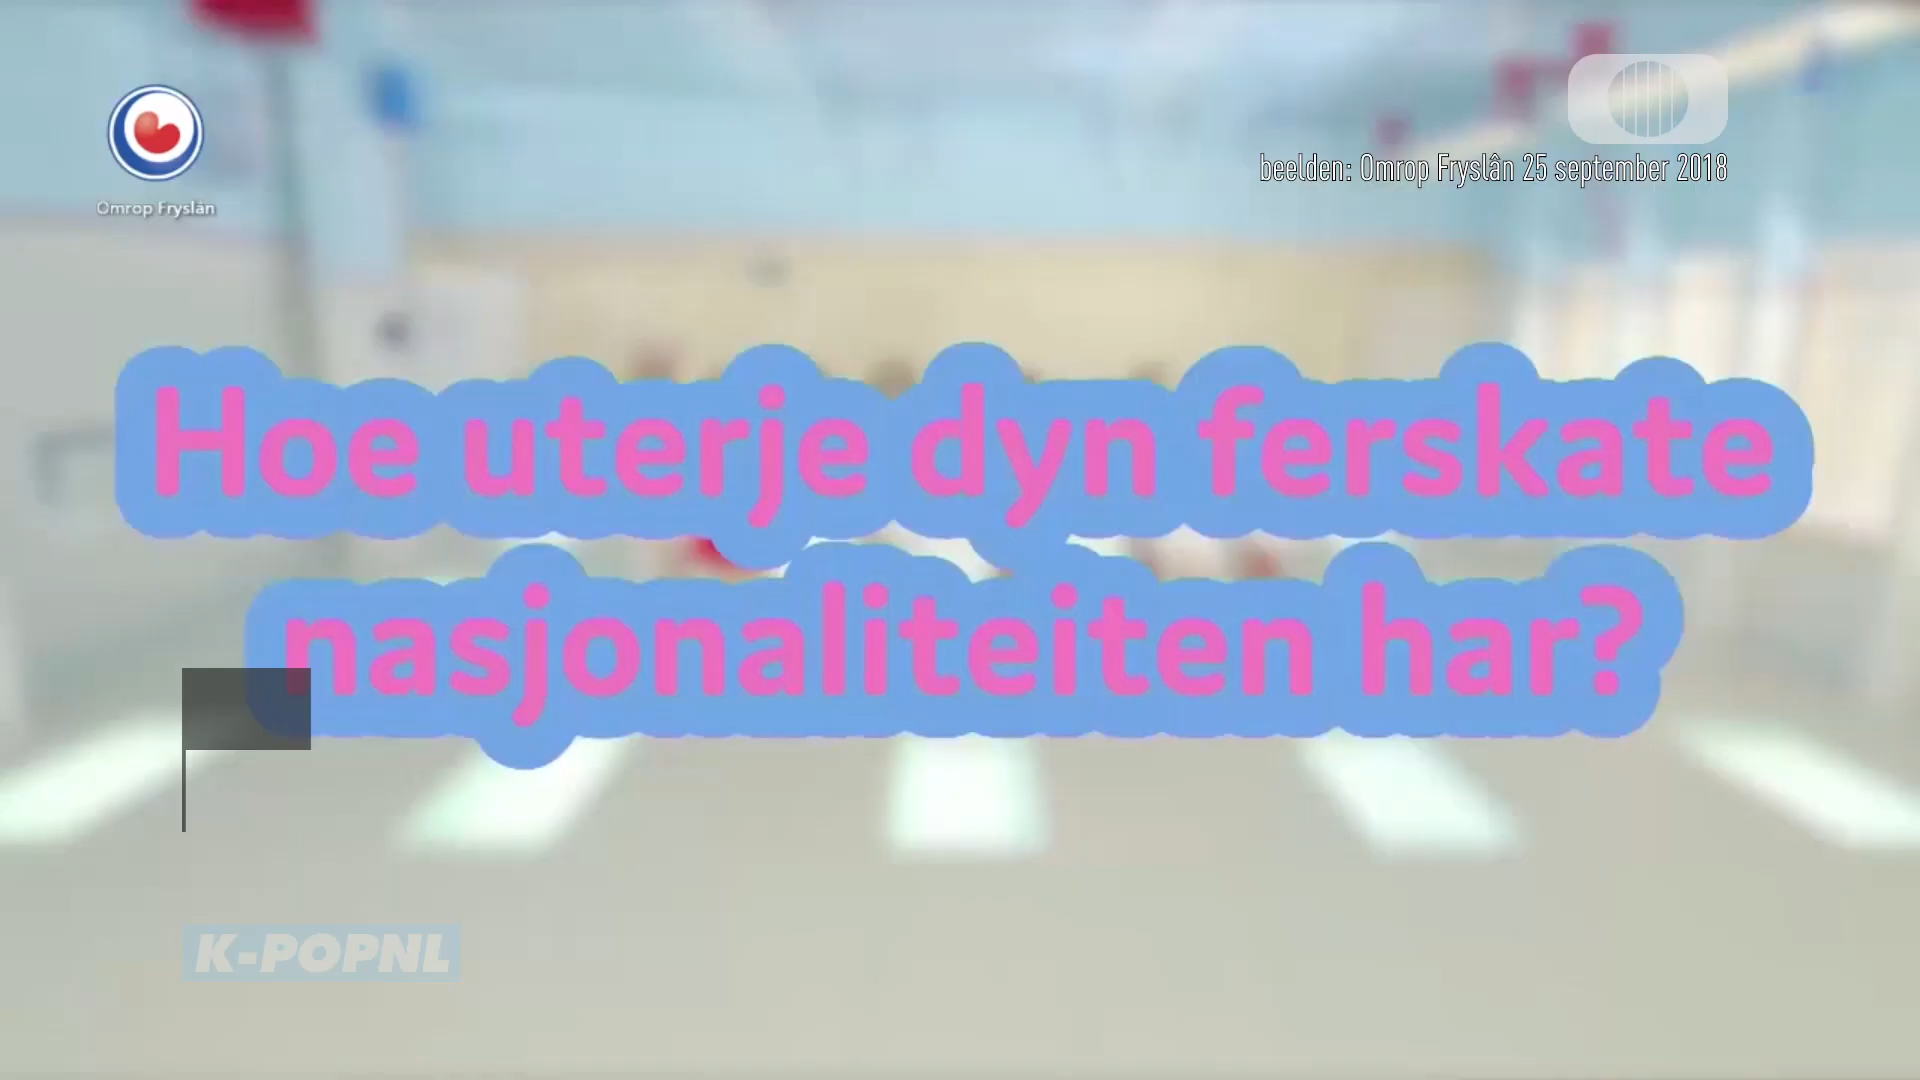 Omrop Fryslân
beelden: Omrop Fryslân 25 september 2018
Hoe uterje dyn ferskate
nasjonaliteiten har?
K-POPNL